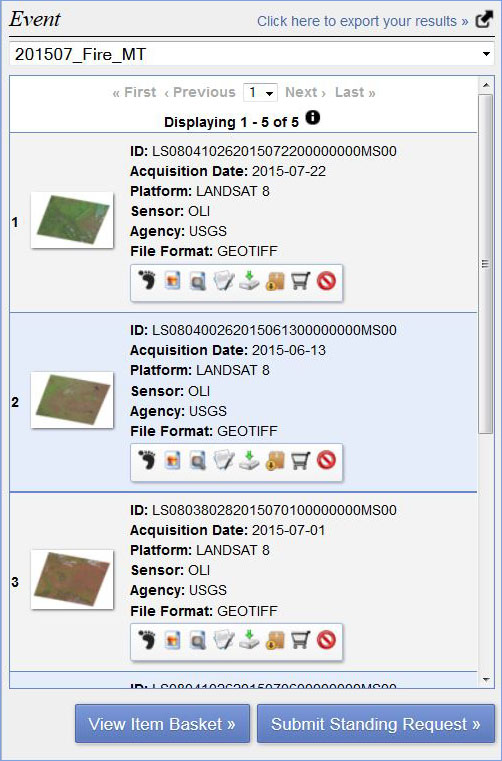 Event
Click here to export your results »
201507_Fire_MT
« First ‹ Previous 1 Next › Last »
Displaying 1 - 5 of 5
1
ID: LS080410262015072200000000MS00
Acquisition Date: 2015-07-22
Platform: LANDSAT 8
Sensor: OLI
Agency: USGS
File Format: GEOTIFF
2
ID: LS080400262015061300000000MS00
Acquisition Date: 2015-06-13
Platform: LANDSAT 8
Sensor: OLI
Agency: USGS
File Format: GEOTIFF
3
ID: LS080380282015070100000000MS00
Acquisition Date: 2015-07-01
Platform: LANDSAT 8
Sensor: OLI
Agency: USGS
File Format: GEOTIFF
ID:
View Item Basket »
Submit Standing Request »